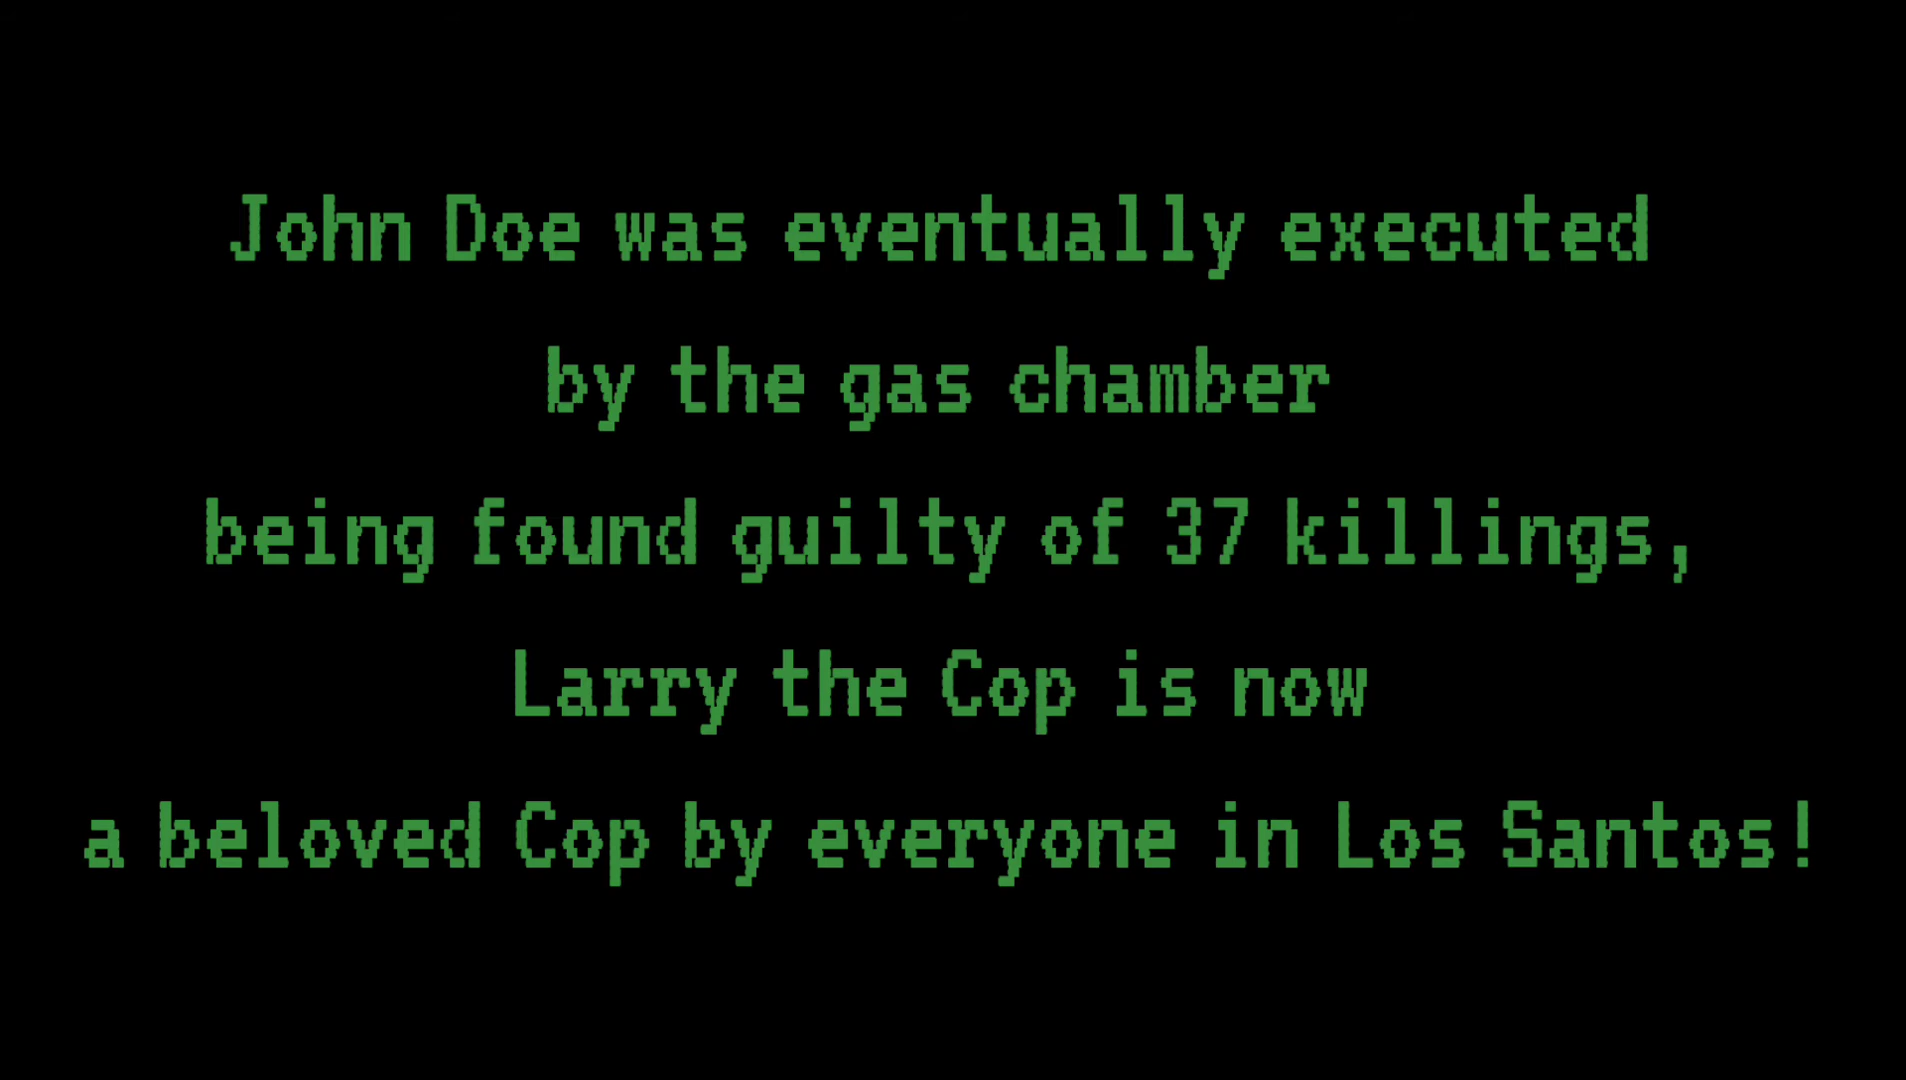 John Doe was eventually executed
by the gas chamber
being found guilty of 37 killings,
Larry the Cop is now
a beloved Cop by everyone in Los Santos!